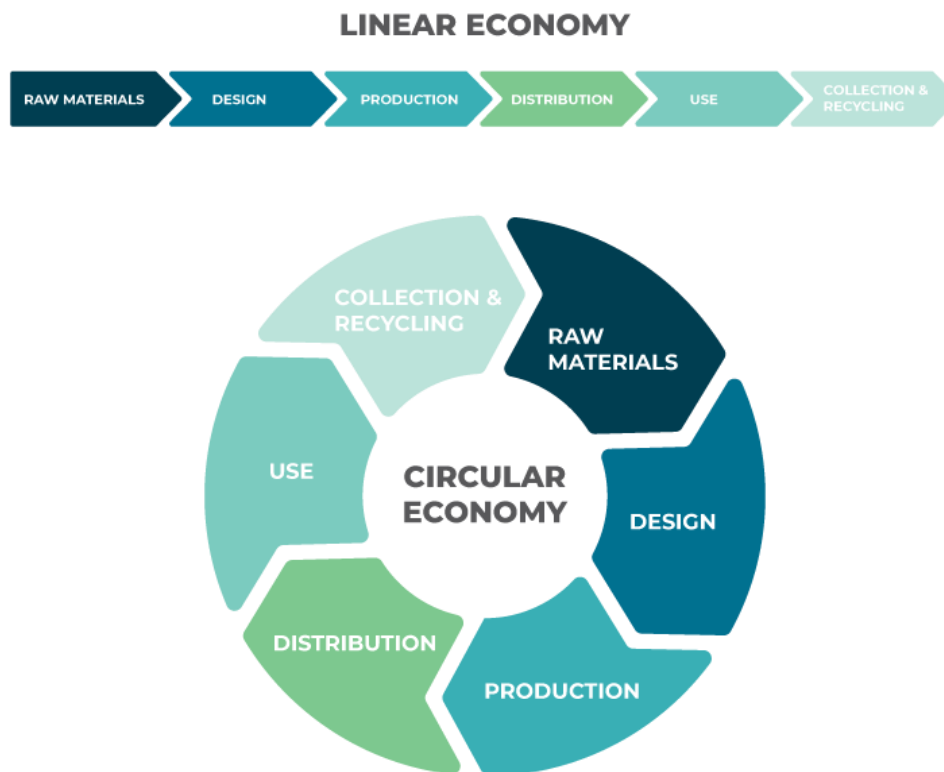 LINEAR ECONOMY
RAW MATERIALS
DESIGN
PRODUCTION
DISTRIBUTION
USE
COLLECTION &
RECYCLING
COLLECTION &
RECYCLING
RAW
MATERIALS
USE
CIRCULAR
ECONOMY
DESIGN
DISTRIBUTION
PRODUCTION